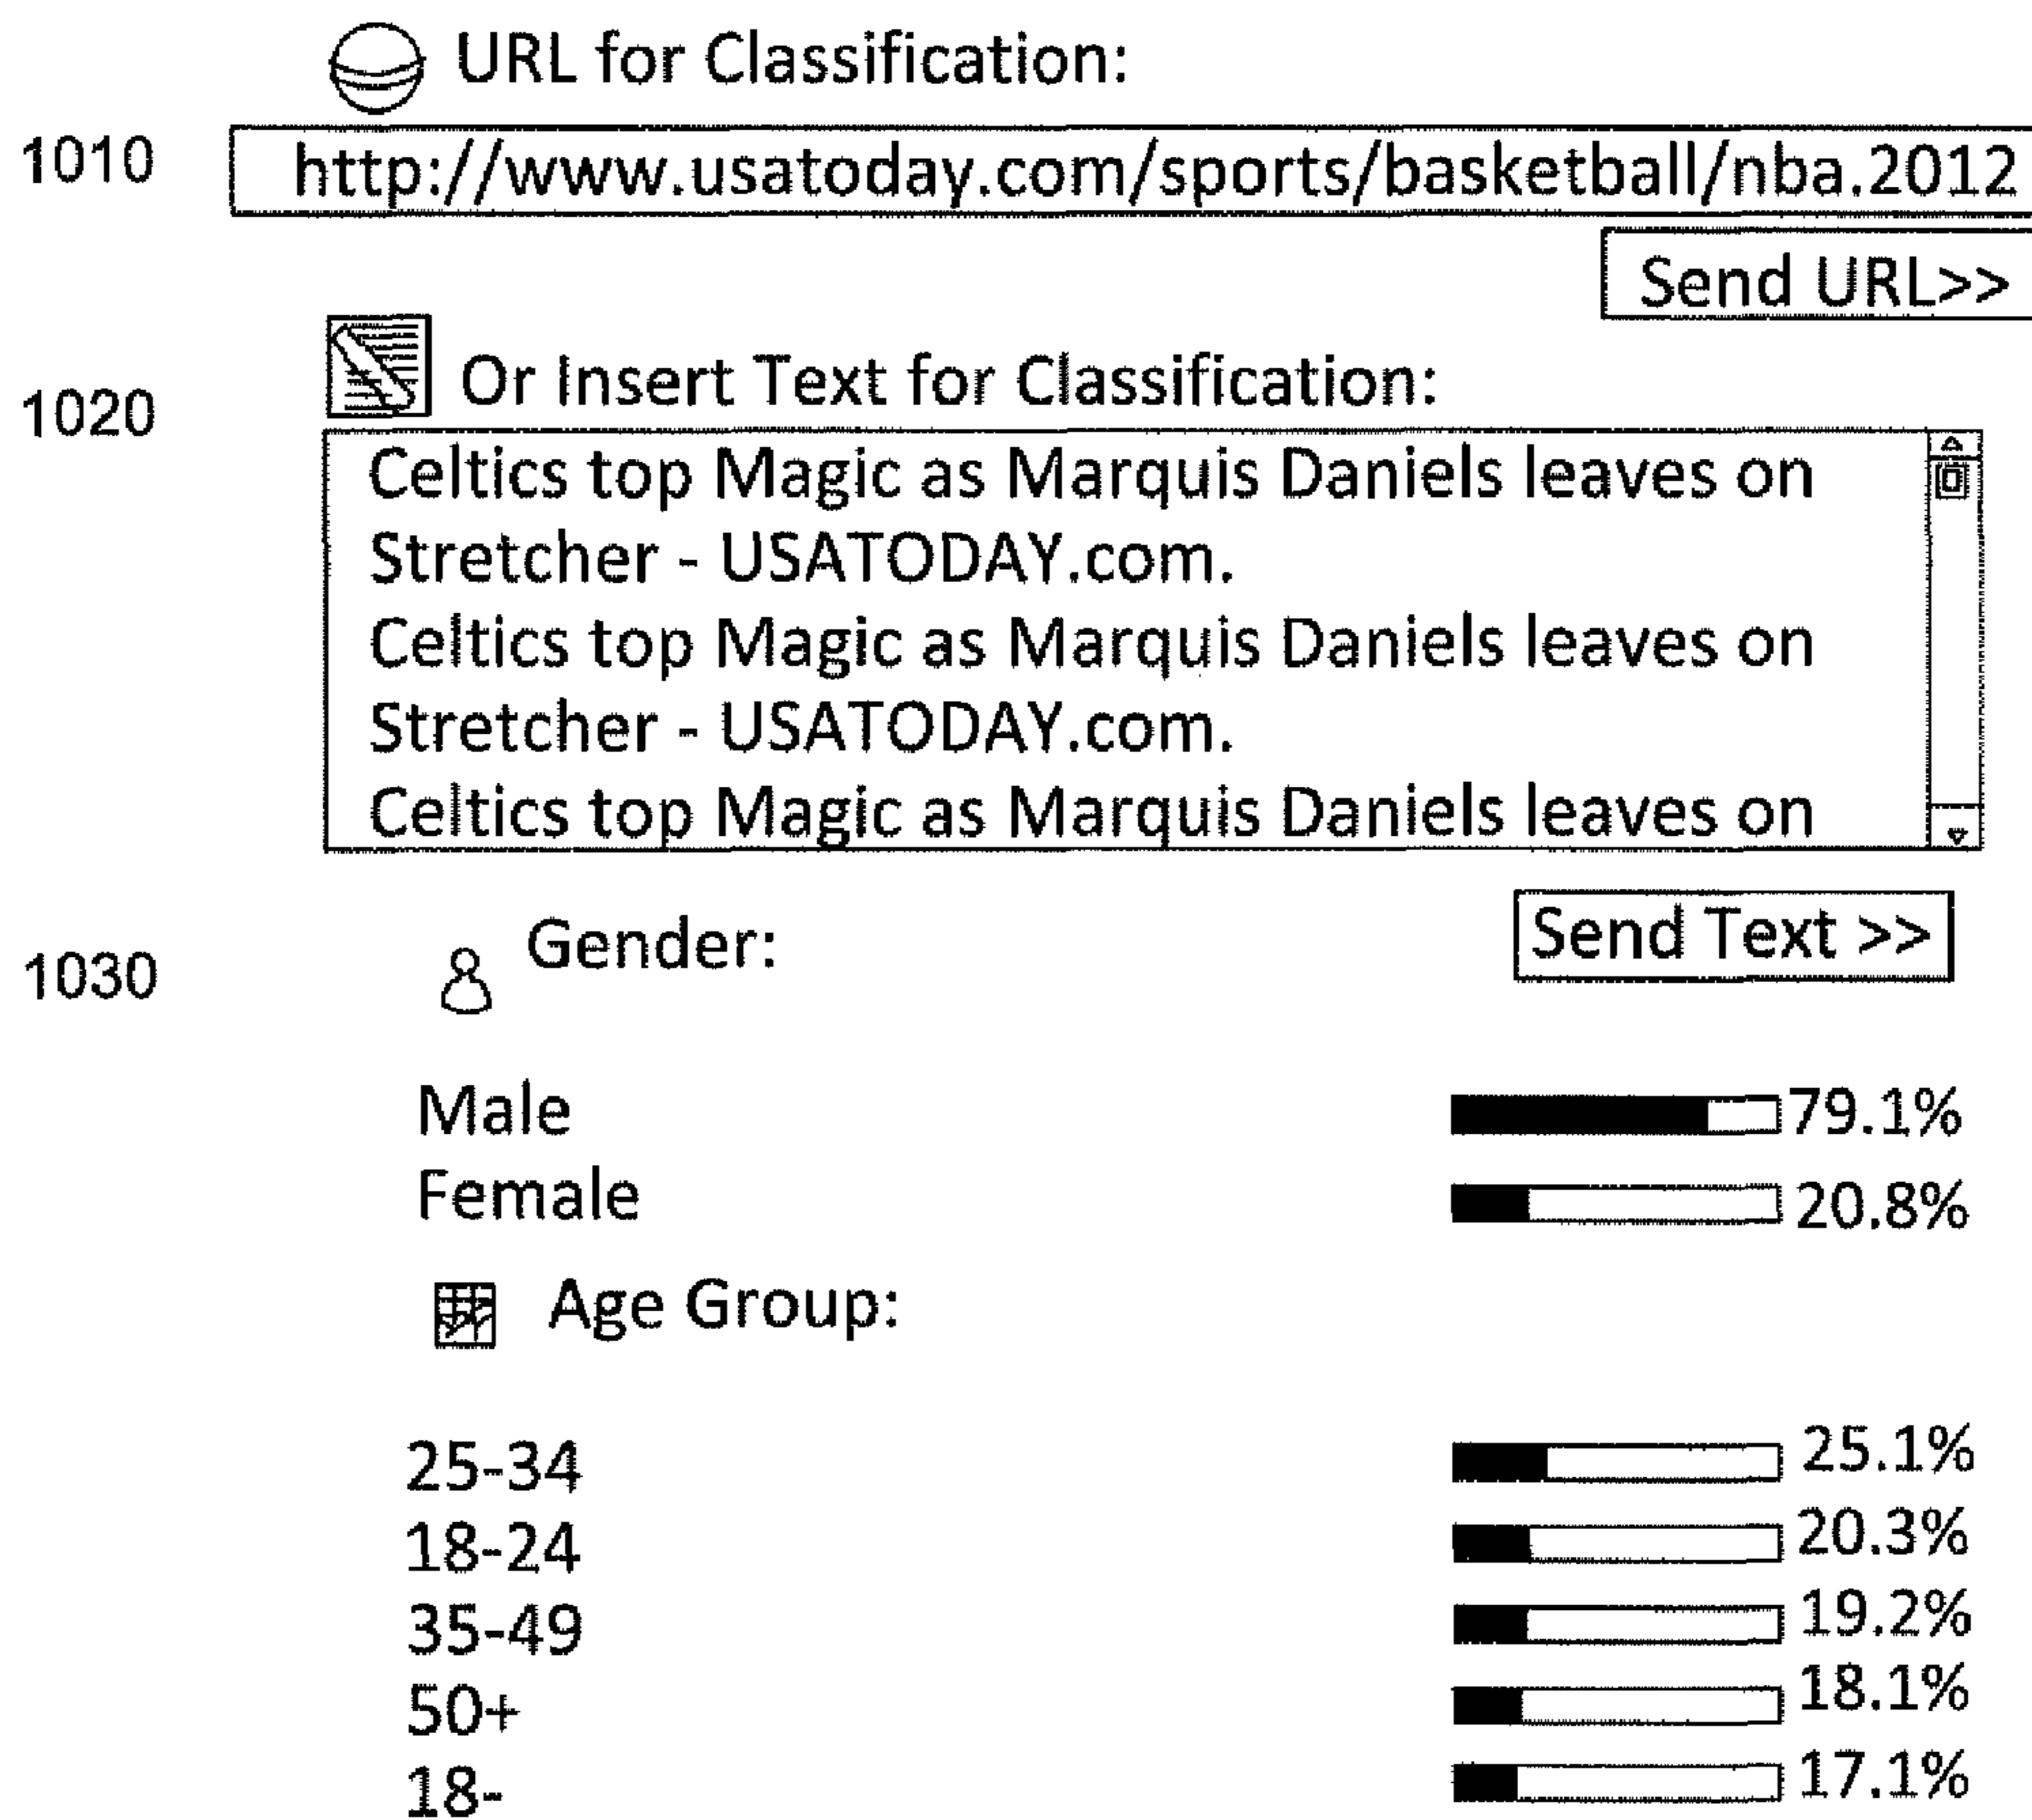 URL for Classification:
1010 http://www.usatoday.com/sports/basketball/nba.2012
Send URL>>
Or Insert Text for Classification:
1020
Celtics top Magic as Marquis Daniels leaves on
Stretcher - USATODAY.com.
Celtics top Magic as Marquis Daniels leaves on
Stretcher - USATODAY.com.
Celtics top Magic as Marquis Daniels leaves on
1030 Gender: Send Text >>
Male 79.1%
Female 20.8%
Age Group:
25-34 25.1%
18-24 20.3%
35-49 19.2%
50+ 18.1%
18- 17.1%